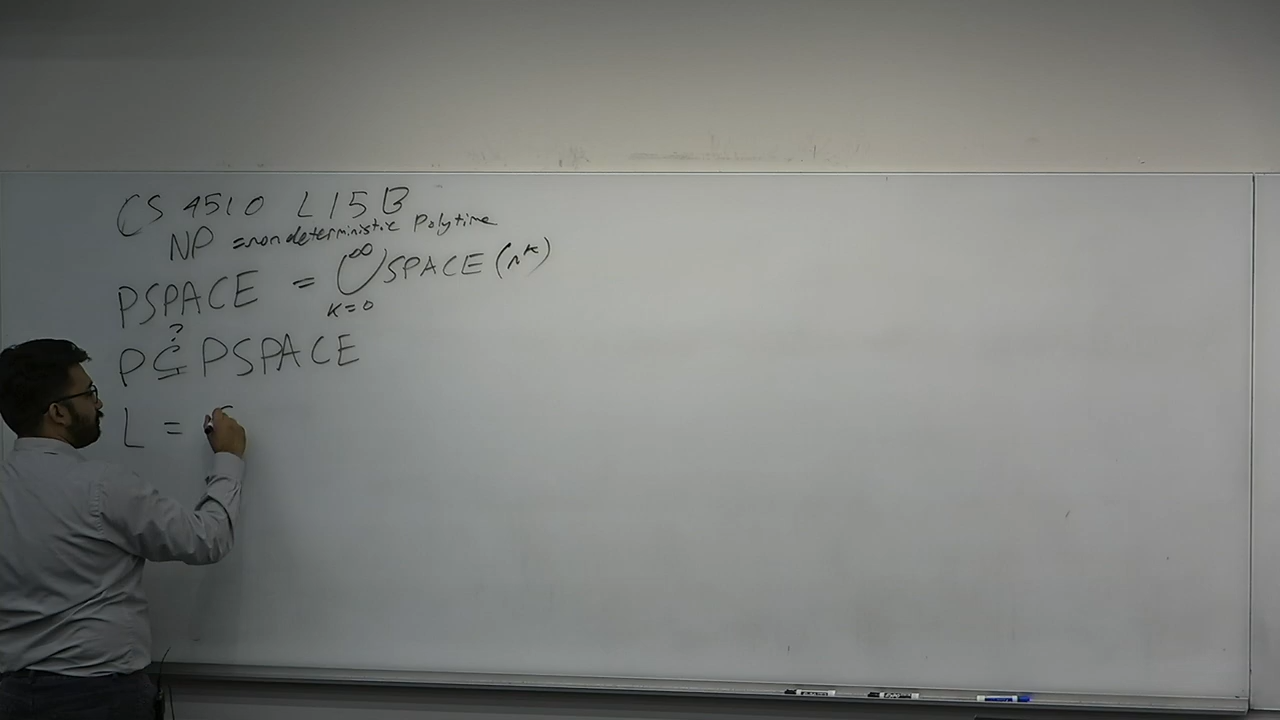 CS 4510 L15B
NP = nondeterministic Polytime
PSPACE = ∞⋃k=0 SPACE(n^k)
P ⊊? PSPACE
L =